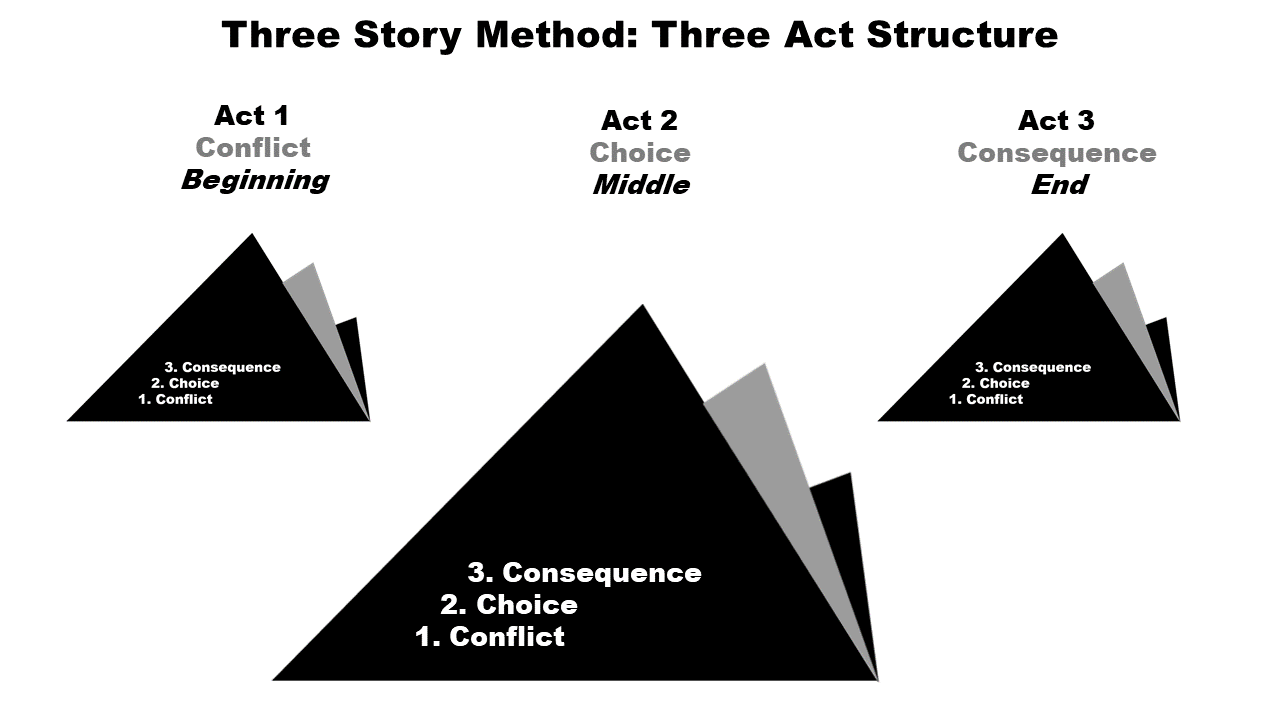 Three Story Method: Three Act Structure
Act 1
Conflict
Beginning
Act 2
Choice
Middle
Act 3
Consequence
End
3. Consequence
2. Choice
1. Conflict
3. Consequence
2. Choice
1. Conflict
3. Consequence
2. Choice
1. Conflict